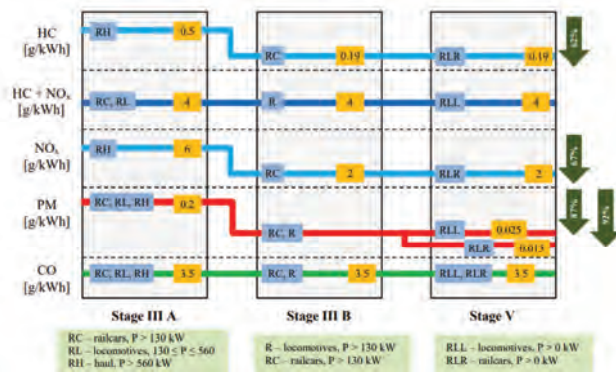 HC
[g/kWh]
RH 0.5
RC 0.19
RLR 0.19
62%
HC + NOₓ
[g/kWh]
RC, RL 4
R 4
RLL 4
NOₓ
[g/kWh]
RH 6
RC 2
RLR 2
67%
PM
[g/kWh]
RC, RL, RH 0.2
RC, R
RLL 0.025
RLR 0.015
87%
92%
CO
[g/kWh]
RC, RL, RH 3.5
RC, R 3.5
RLL, RLR 3.5
Stage III A
Stage III B
Stage V
RC – railcars, P > 130 kW
RL – locomotives, 130 ≤ P ≤ 560
RH – haul, P > 560 kW
R – locomotives, P > 130 kW
RC – railcars, P > 130 kW
RLL – locomotives, P > 0 kW
RLR – railcars, P > 0 kW